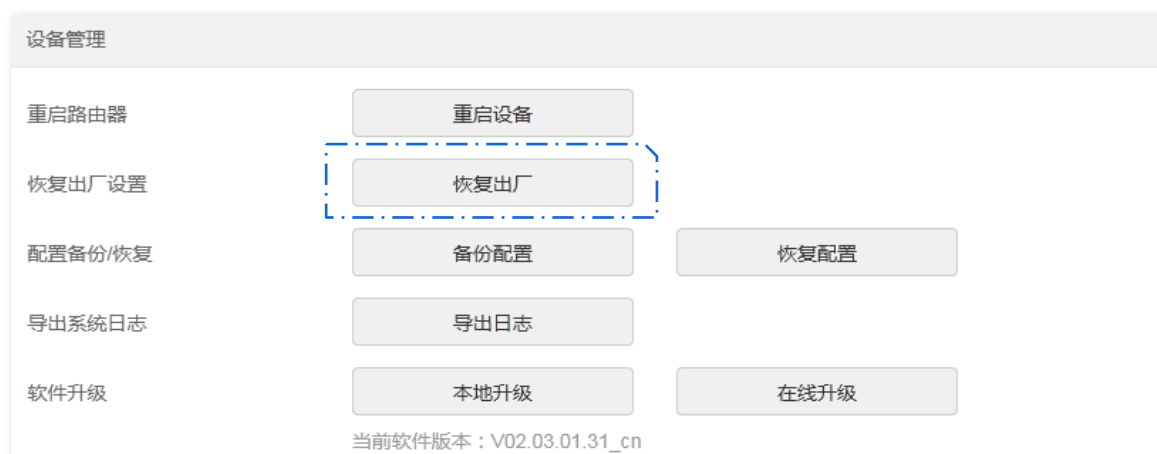 设备管理
重启路由器 重启设备
恢复出厂设置 恢复出厂
配置备份/恢复 备份配置 恢复配置
导出系统日志 导出日志
软件升级 本地升级 在线升级
当前软件版本：V02.03.01.31_cn